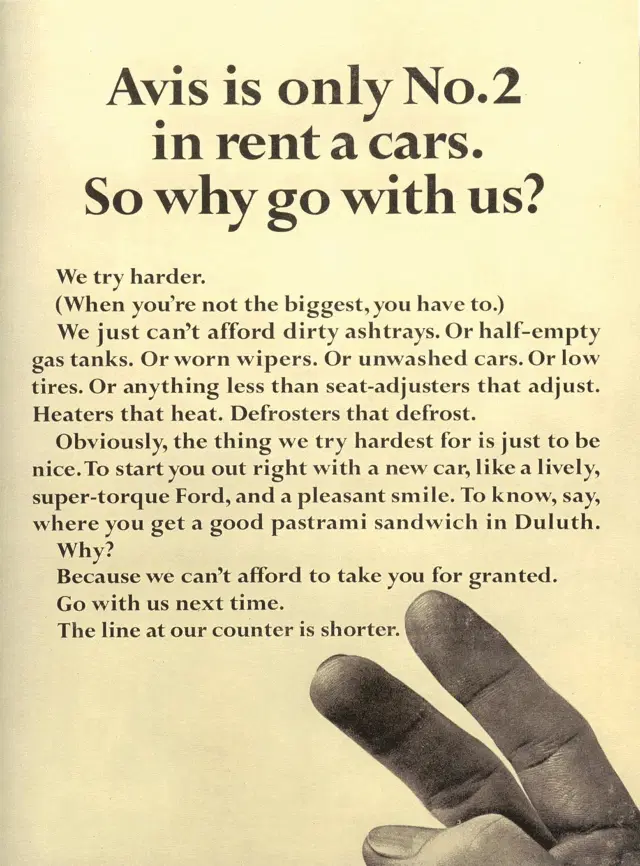 Avis is only No.2
in rent a cars.
So why go with us?
We try harder.
(When you're not the biggest, you have to.)
We just can't afford dirty ashtrays. Or half-empty
gas tanks. Or worn wipers. Or unwashed cars. Or low
tires. Or anything less than seat-adjusters that adjust.
Heaters that heat. Defrosters that defrost.
Obviously, the thing we try hardest for is just to be
nice. To start you out right with a new car, like a lively,
super-torque Ford, and a pleasant smile. To know, say,
where you get a good pastrami sandwich in Duluth.
Why?
Because we can't afford to take you for granted.
Go with us next time.
The line at our counter is shorter.